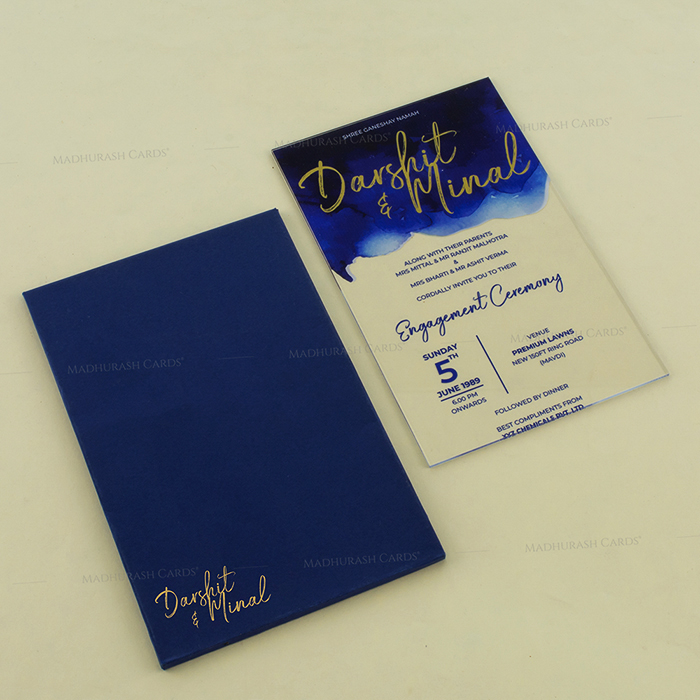 SHREE GANESHAY NAMAH
Darshit
& Minal
ALONG WITH THEIR PARENTS
MRS MITTAL & MR RANJIT MALHOTRA
&
MRS BHARTI & MR ASHIT VERMA
CORDIALLY INVITE YOU TO THEIR
Engagement Ceremony
SUNDAY
5TH
JUNE 1989
6.00 PM
ONWARDS
VENUE
PREMIUM LAWNS
NEW 150FT RING ROAD
(MAVDI)
FOLLOWED BY DINNER
BEST COMPLIMENTS FROM
XYZ CHEMICALS PVT. LTD
Darshit
& Minal
MADHURASH CARDS®
MADHURASH CARDS®
MADHURASH CARDS®
MADHURASH CARDS®
MADHURASH CARDS®
MADHURASH CARDS®
MADHURASH CARDS®
MADHURASH CARDS®